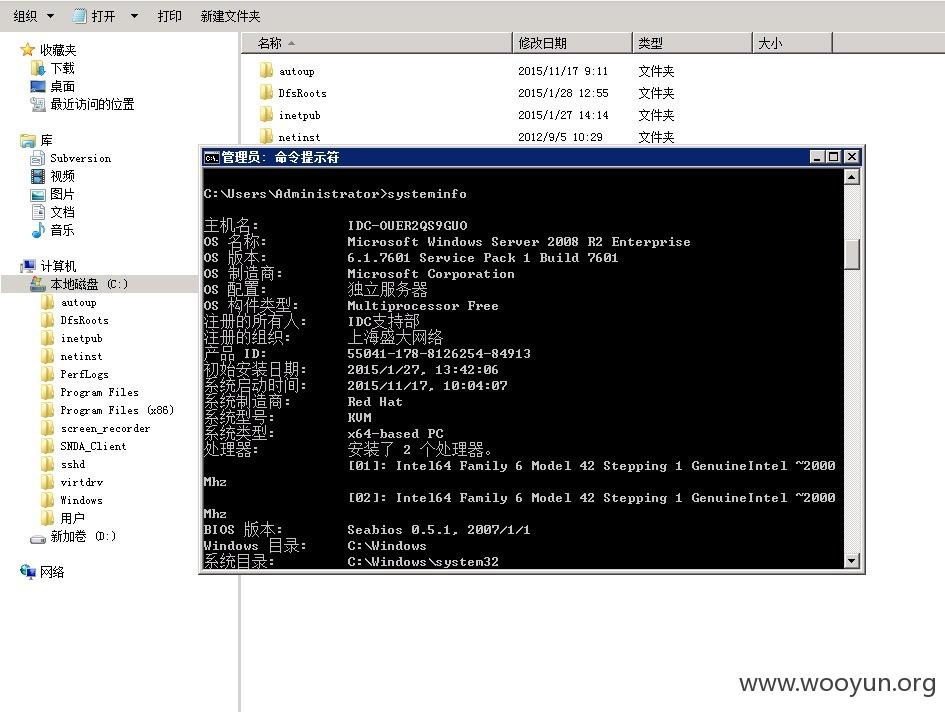 组织 打开 打印 新建文件夹
名称 修改日期 类型 大小
收藏夹
下载
桌面
最近访问的位置
库
Subversion
视频
图片
文档
音乐
计算机
本地磁盘 (C:)
autoup
DfsRoots
inetpub
netinst
PerfLogs
Program Files
Program Files (x86)
screen_recorder
SNDA_Client
sshd
virtdrv
Windows
用户
新加卷 (D:)
网络
autoup 2015/11/17 9:11 文件夹
DfsRoots 2015/1/28 12:55 文件夹
inetpub 2015/1/27 14:14 文件夹
netinst 2012/9/5 10:29 文件夹
管理员: 命令提示符
C:\Users\Administrator>systeminfo
主机名: IDC-OUER2QS9GUO
OS 名称: Microsoft Windows Server 2008 R2 Enterprise
OS 版本: 6.1.7601 Service Pack 1 Build 7601
OS 制造商: Microsoft Corporation
OS 配置: 独立服务器
OS 构件类型: Multiprocessor Free
注册的所有人: IDC支持部
注册的组织: 上海盛大网络
产品 ID: 55041-178-8126254-84913
初始安装日期: 2015/1/27, 13:42:06
系统启动时间: 2015/11/17, 10:04:07
系统制造商: Red Hat
系统型号: KVM
系统类型: x64-based PC
处理器: 安装了 2 个处理器。
[01]: Intel64 Family 6 Model 42 Stepping 1 GenuineIntel ~2000
Mhz
[02]: Intel64 Family 6 Model 42 Stepping 1 GenuineIntel ~2000
Mhz
BIOS 版本: Seabios 0.5.1, 2007/1/1
Windows 目录: C:\Windows
系统目录: C:\Windows\system32
www.wooyun.org